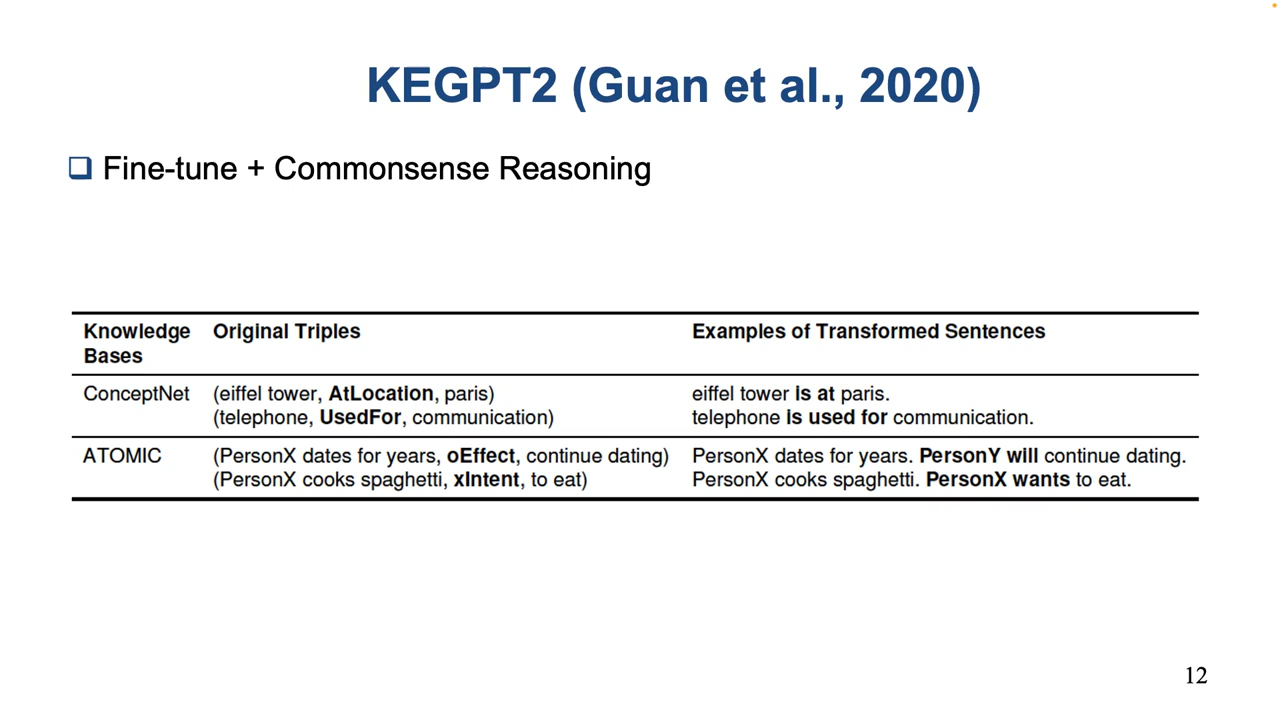 KEGPT2 (Guan et al., 2020)
Fine-tune + Commonsense Reasoning
Knowledge Bases Original Triples Examples of Transformed Sentences
ConceptNet (eiffel tower, AtLocation, paris) eiffel tower is at paris.
(telephone, UsedFor, communication) telephone is used for communication.
ATOMIC (PersonX dates for years, oEffect, continue dating) PersonX dates for years. PersonY will continue dating.
(PersonX cooks spaghetti, xIntent, to eat) PersonX cooks spaghetti. PersonX wants to eat.
12